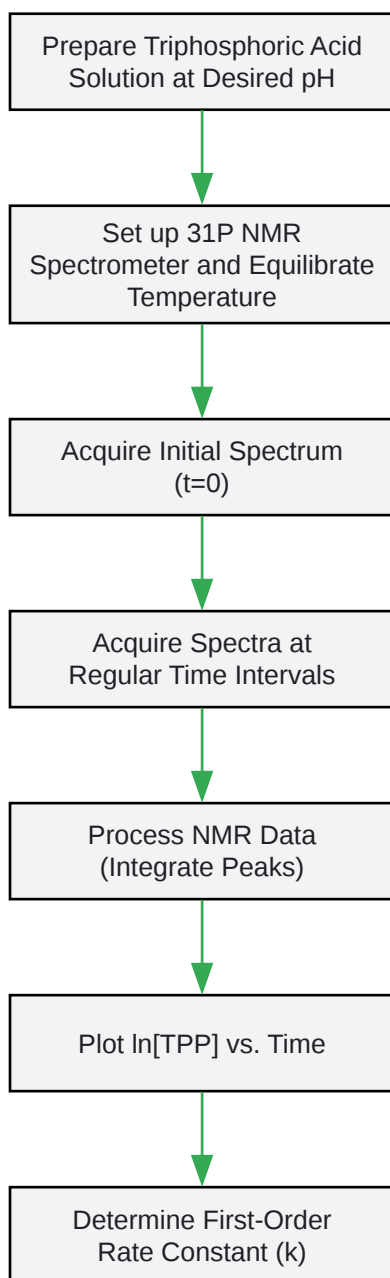 Prepare Triphosphoric Acid
Solution at Desired pH
Set up 31P NMR
Spectrometer and Equilibrate
Temperature
Acquire Initial Spectrum
(t=0)
Acquire Spectra at
Regular Time Intervals
Process NMR Data
(Integrate Peaks)
Plot ln[TPP] vs. Time
Determine First-Order
Rate Constant (k)